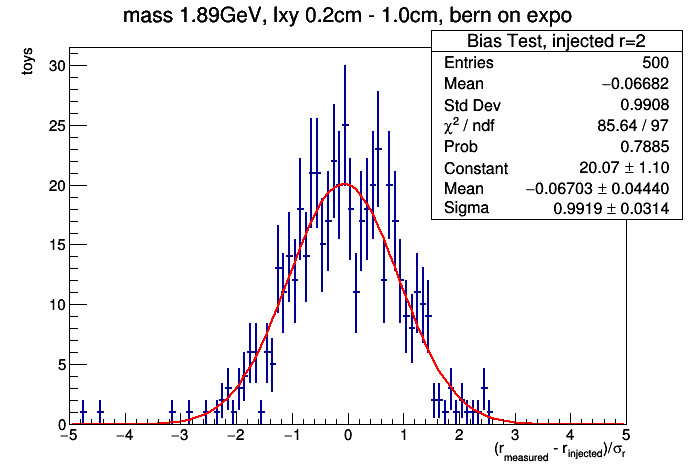 mass 1.89GeV, lxy 0.2cm - 1.0cm, bern on expo
Bias Test, injected r=2
Entries 500
Mean −0.06682
Std Dev 0.9908
χ² / ndf 85.64 / 97
Prob 0.7885
Constant 20.07 ± 1.10
Mean −0.06703 ± 0.04440
Sigma 0.9919 ± 0.0314
toys
30
25
20
15
10
5
0
−5 −4 −3 −2 −1 0 1 2 3 4 5
(r_measured - r_injected)/σ_r